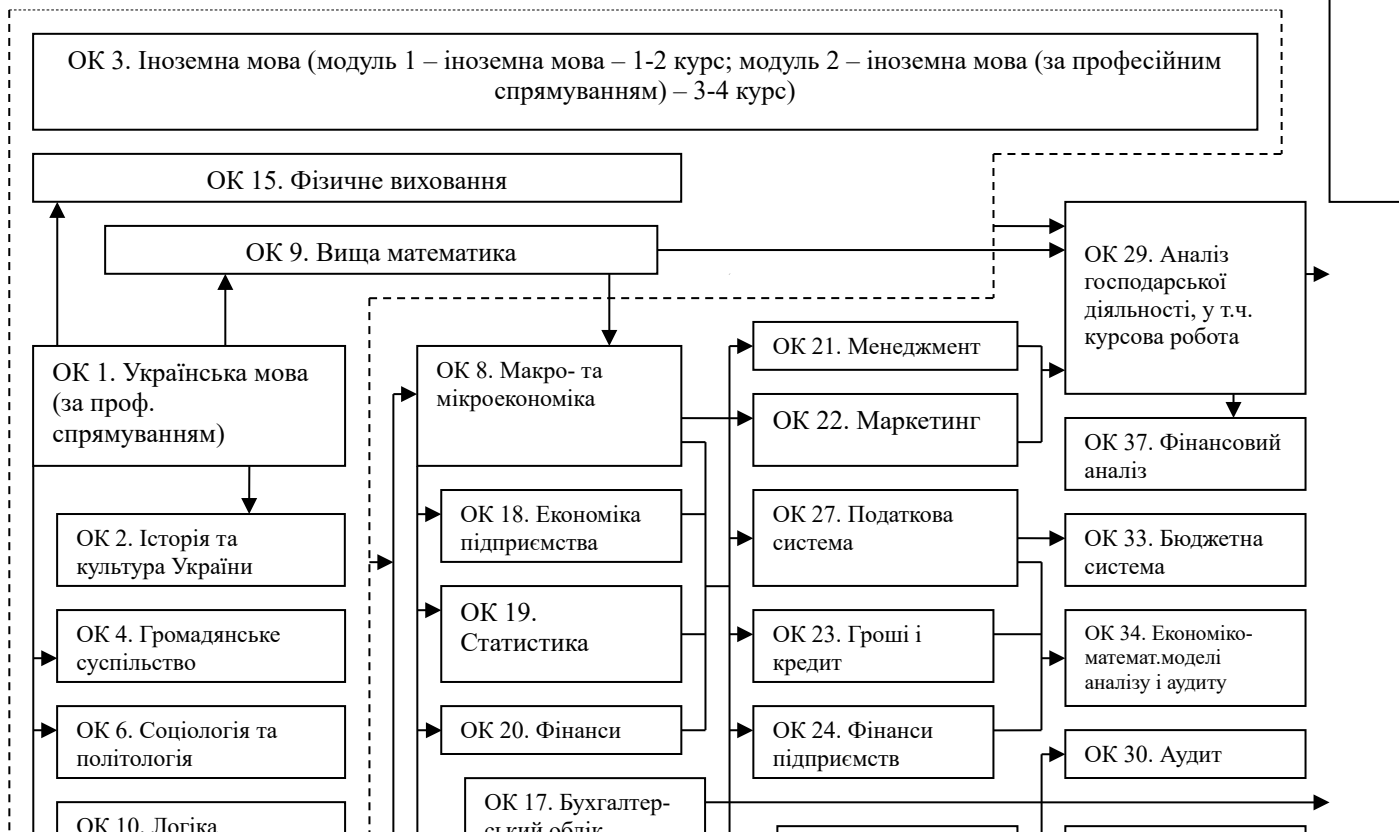 ОК 3. Іноземна мова (модуль 1 – іноземна мова – 1-2 курс; модуль 2 – іноземна мова (за професійним
спрямуванням) – 3-4 курс)
ОК 15. Фізичне виховання
ОК 9. Вища математика
ОК 1. Українська мова
(за проф.
спрямуванням)
ОК 2. Історія та
культура України
ОК 4. Громадянське
суспільство
ОК 6. Соціологія та
політологія
ОК 10. Логіка
ОК 8. Макро- та
мікроекономіка
ОК 18. Економіка
підприємства
ОК 19.
Статистика
ОК 20. Фінанси
ОК 17. Бухгалтер-
ський облік
ОК 21. Менеджмент
ОК 22. Маркетинг
ОК 27. Податкова
система
ОК 23. Гроші і
кредит
ОК 24. Фінанси
підприємств
ОК 29. Аналіз
господарської
діяльності, у т.ч.
курсова робота
ОК 37. Фінансовий
аналіз
ОК 33. Бюджетна
система
ОК 34. Економіко-
математ.моделі
аналізу і аудиту
ОК 30. Аудит